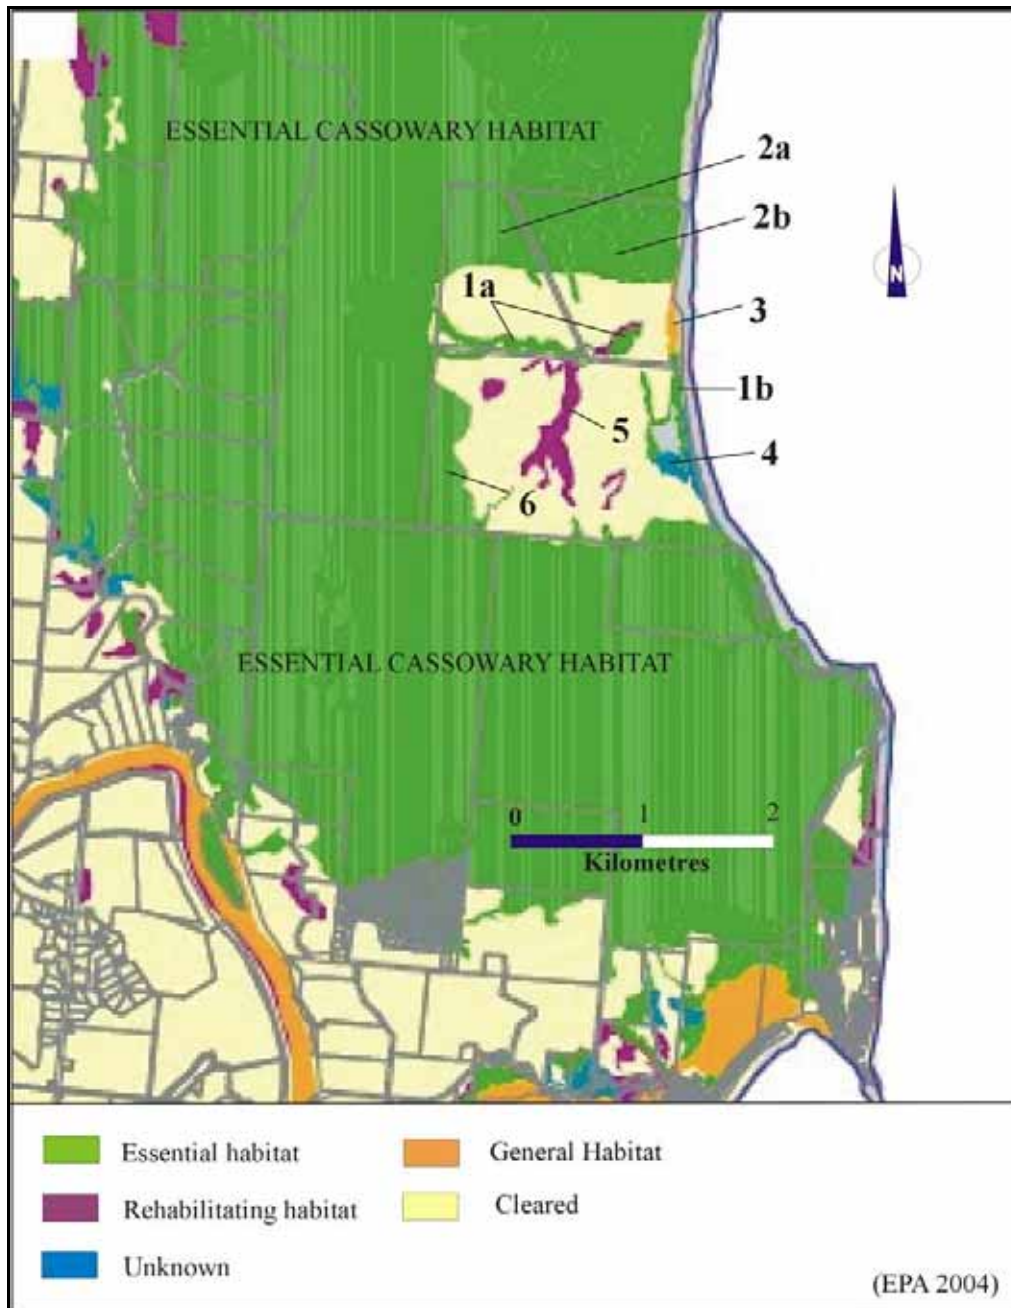 ESSENTIAL CASSOWARY HABITAT
2a
2b
N
1a
3
1b
5
4
6
ESSENTIAL CASSOWARY HABITAT
0 1 2
Kilometres
Essential habitat
General Habitat
Rehabilitating habitat
Cleared
Unknown
(EPA 2004)